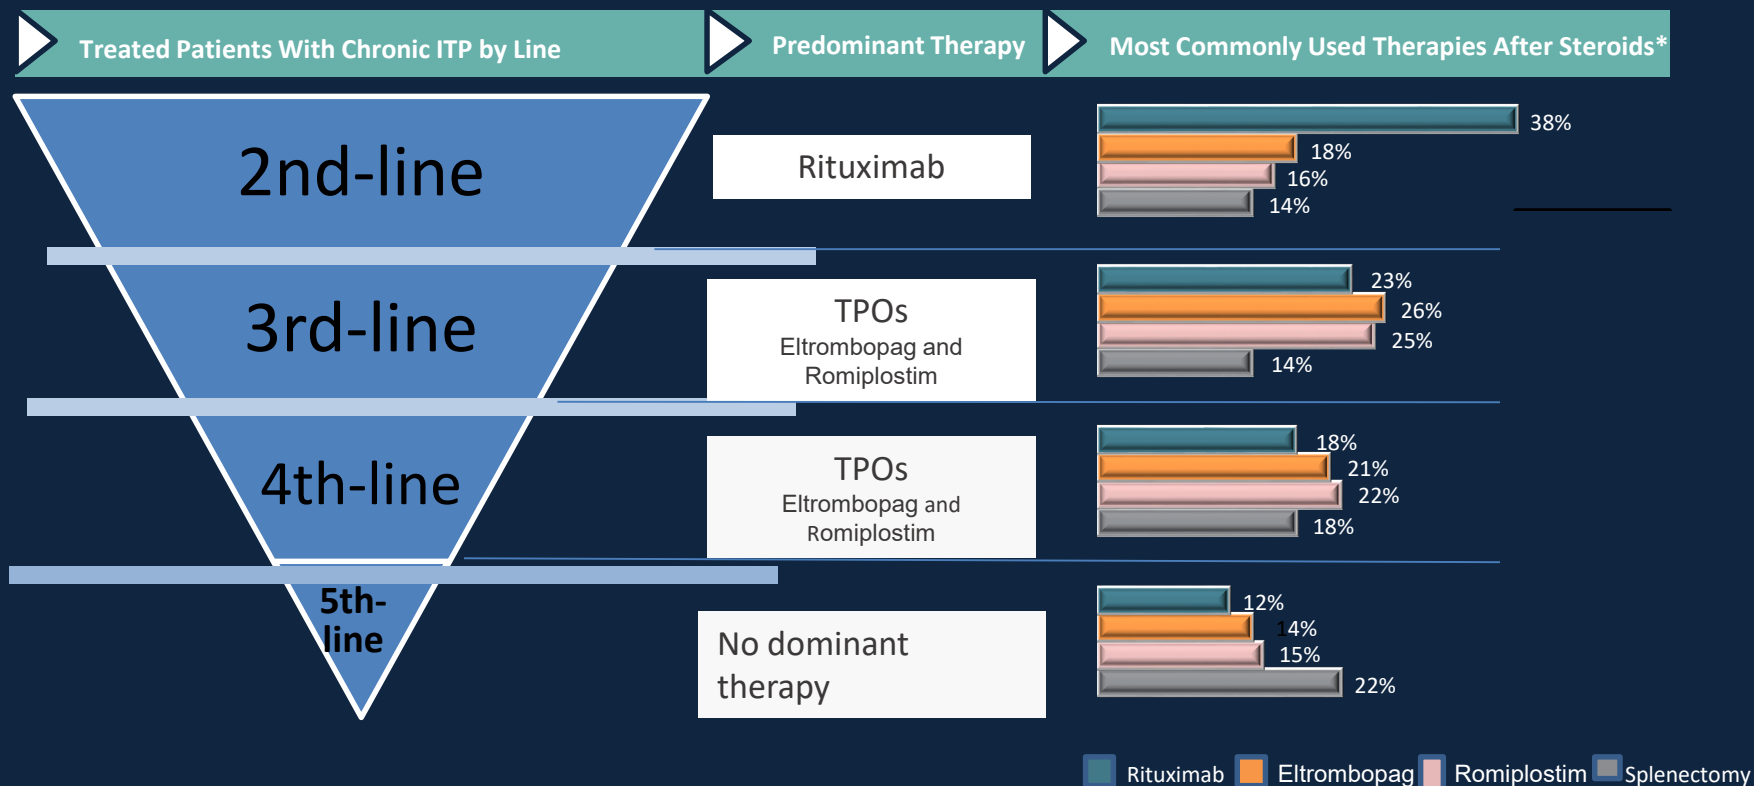 Treated Patients With Chronic ITP by Line
Predominant Therapy
Most Commonly Used Therapies After Steroids*
2nd-line
Rituximab
38%
18%
16%
14%
3rd-line
TPOs
Eltrombopag and
Romiplostim
23%
26%
25%
14%
4th-line
TPOs
Eltrombopag and
Romiplostim
18%
21%
22%
18%
5th-
line
No dominant
therapy
12%
14%
15%
22%
Rituximab
Eltrombopag
Romiplostim
Splenectomy